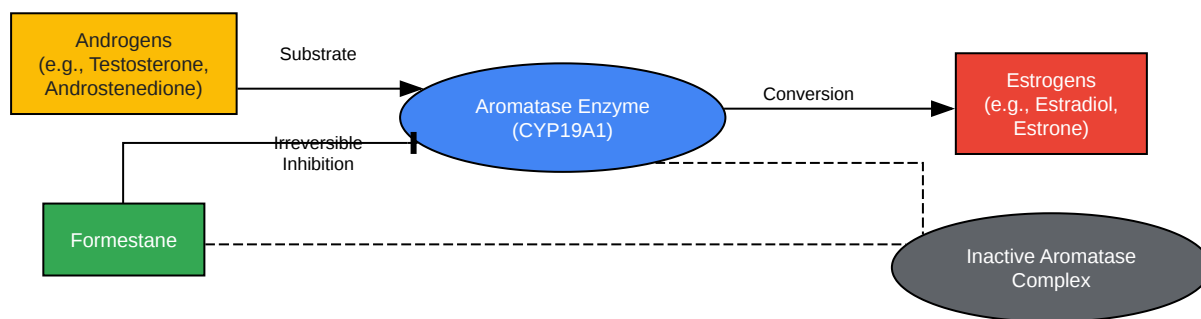 Androgens
(e.g., Testosterone,
Androstenedione)
Substrate
Aromatase Enzyme
(CYP19A1)
Conversion
Estrogens
(e.g., Estradiol,
Estrone)
Irreversible
Inhibition
Formestane
Inactive Aromatase
Complex